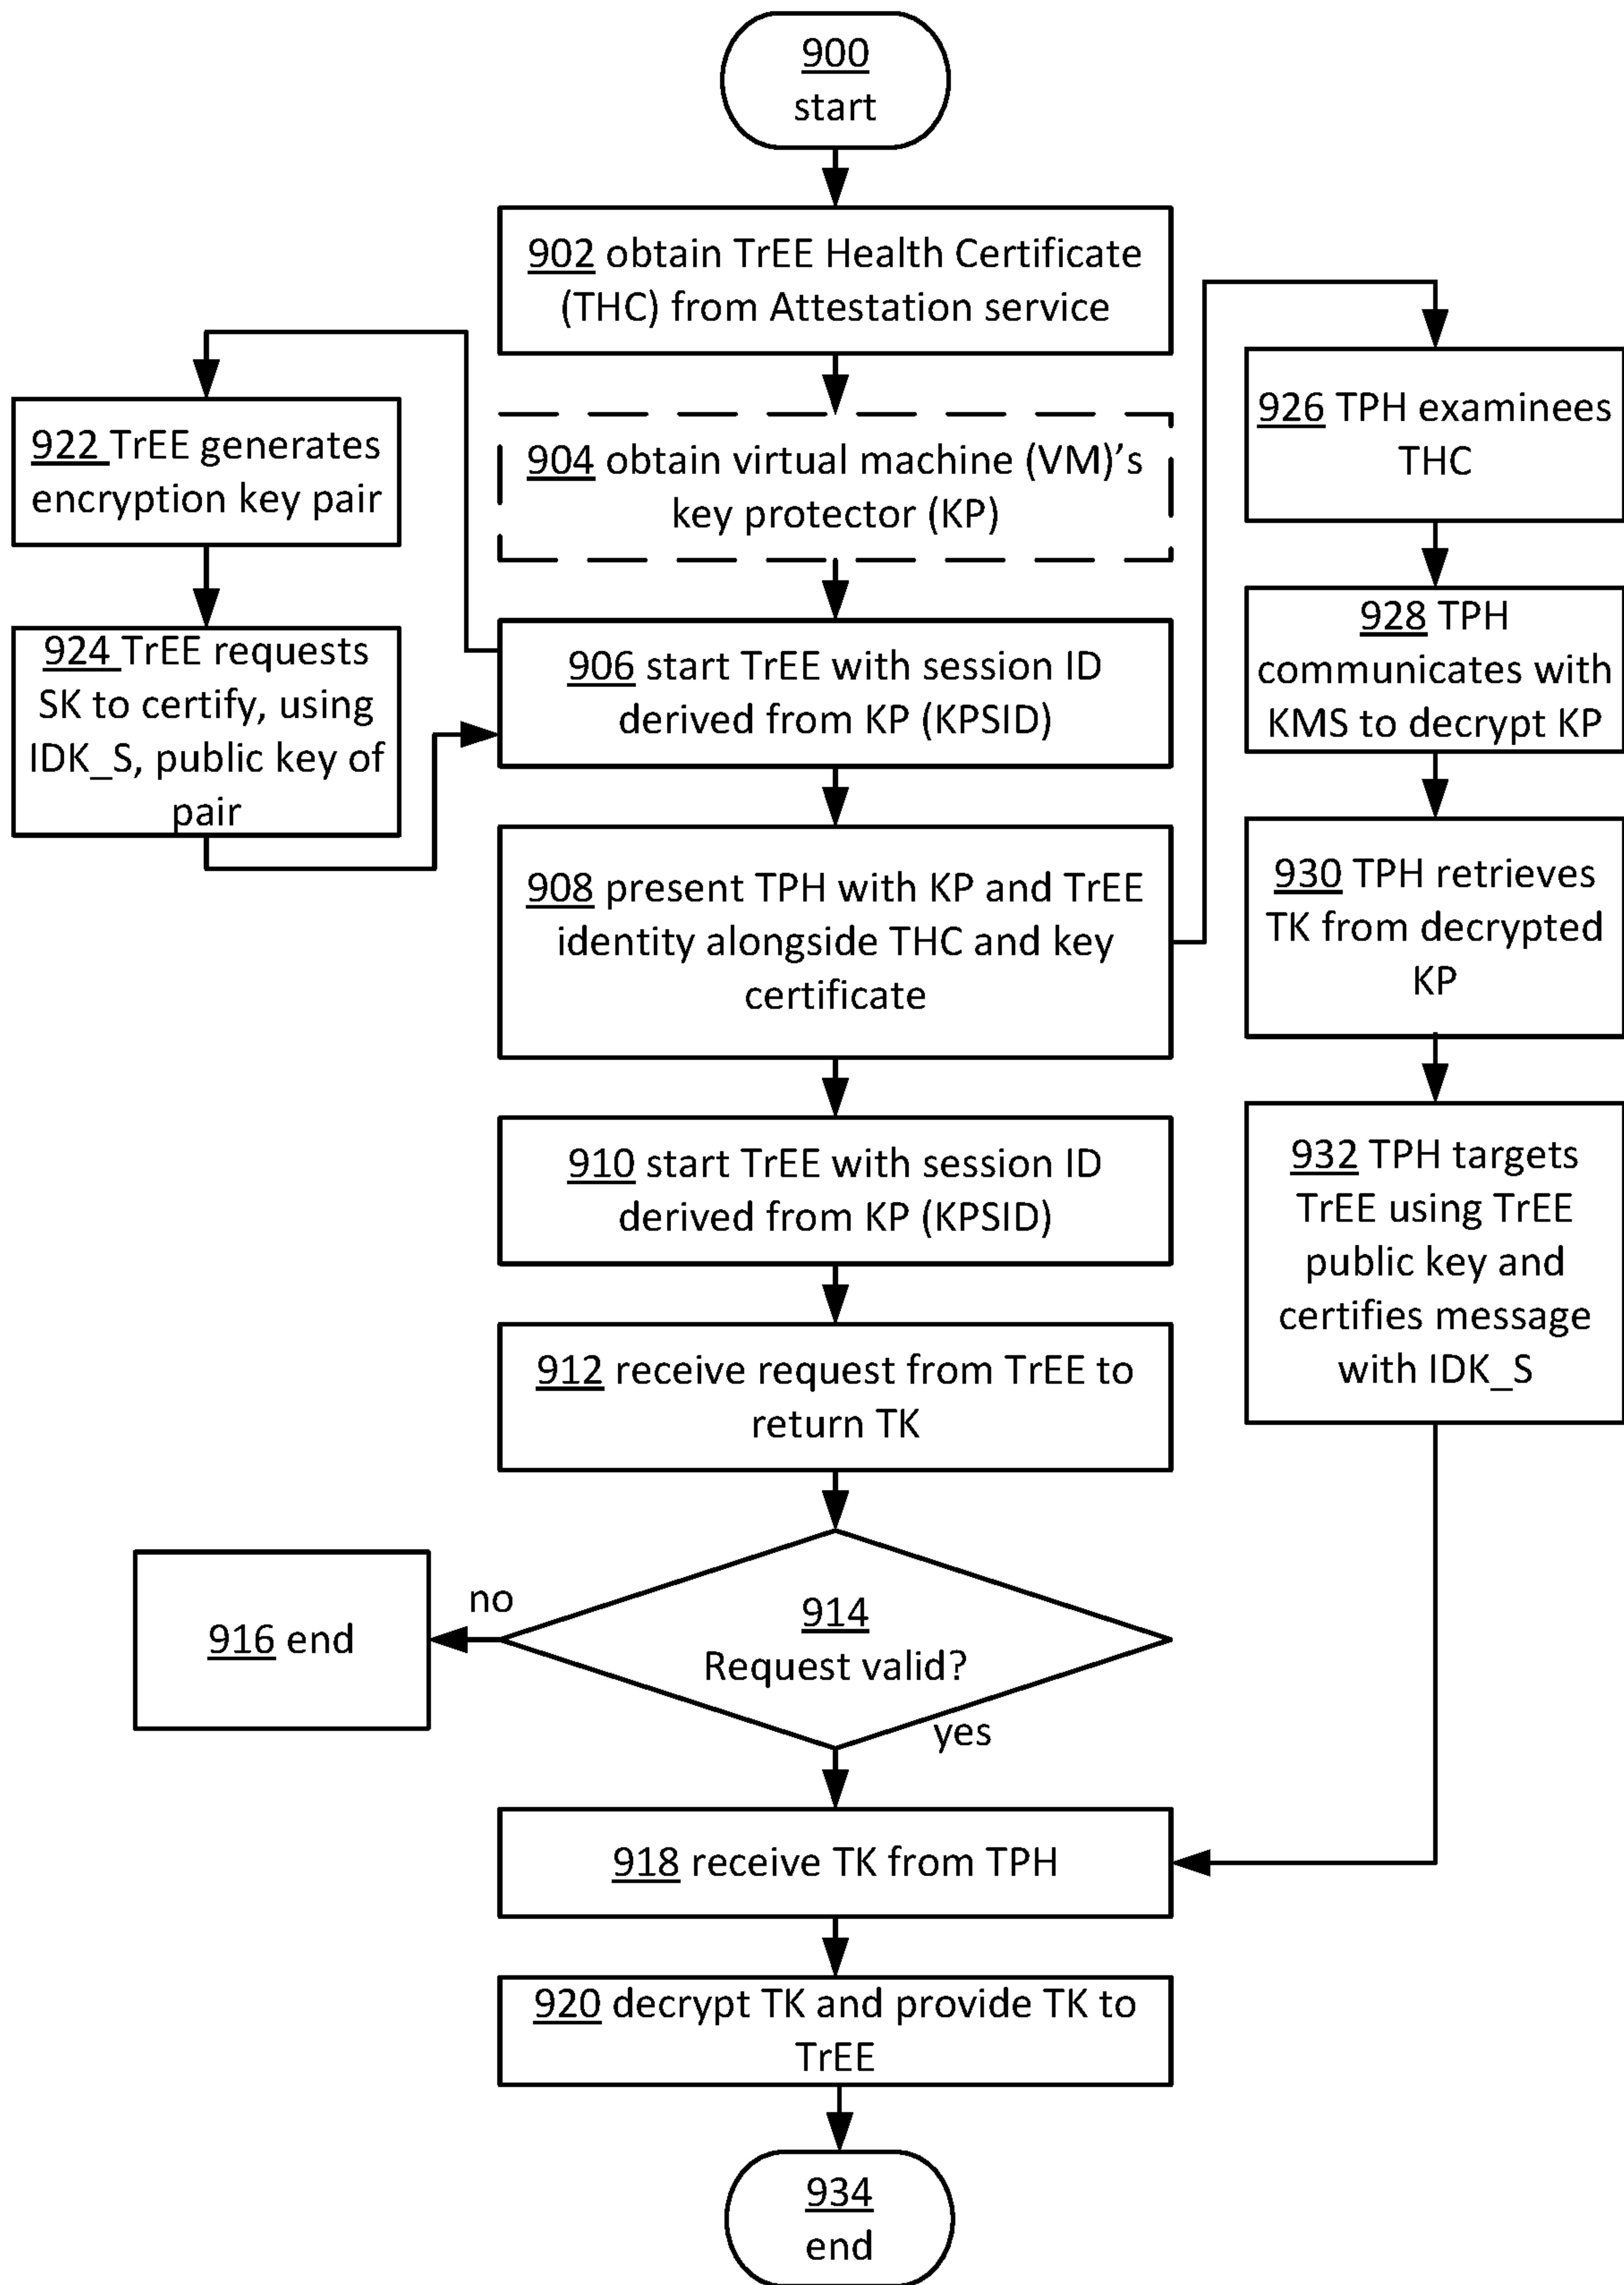 900
start
902 obtain TrEE Health Certificate
(THC) from Attestation service
904 obtain virtual machine (VM)'s
key protector (KP)
906 start TrEE with session ID
derived from KP (KPSID)
922 TrEE generates
encryption key pair
924 TrEE requests
SK to certify, using
IDK_S, public key of
pair
908 present TPH with KP and TrEE
identity alongside THC and key
certificate
926 TPH examinees
THC
928 TPH
communicates with
KMS to decrypt KP
930 TPH retrieves
TK from decrypted
KP
932 TPH targets
TrEE using TrEE
public key and
certifies message
with IDK_S
910 start TrEE with session ID
derived from KP (KPSID)
912 receive request from TrEE to
return TK
914
Request valid?
no
916 end
yes
918 receive TK from TPH
920 decrypt TK and provide TK to
TrEE
934
end